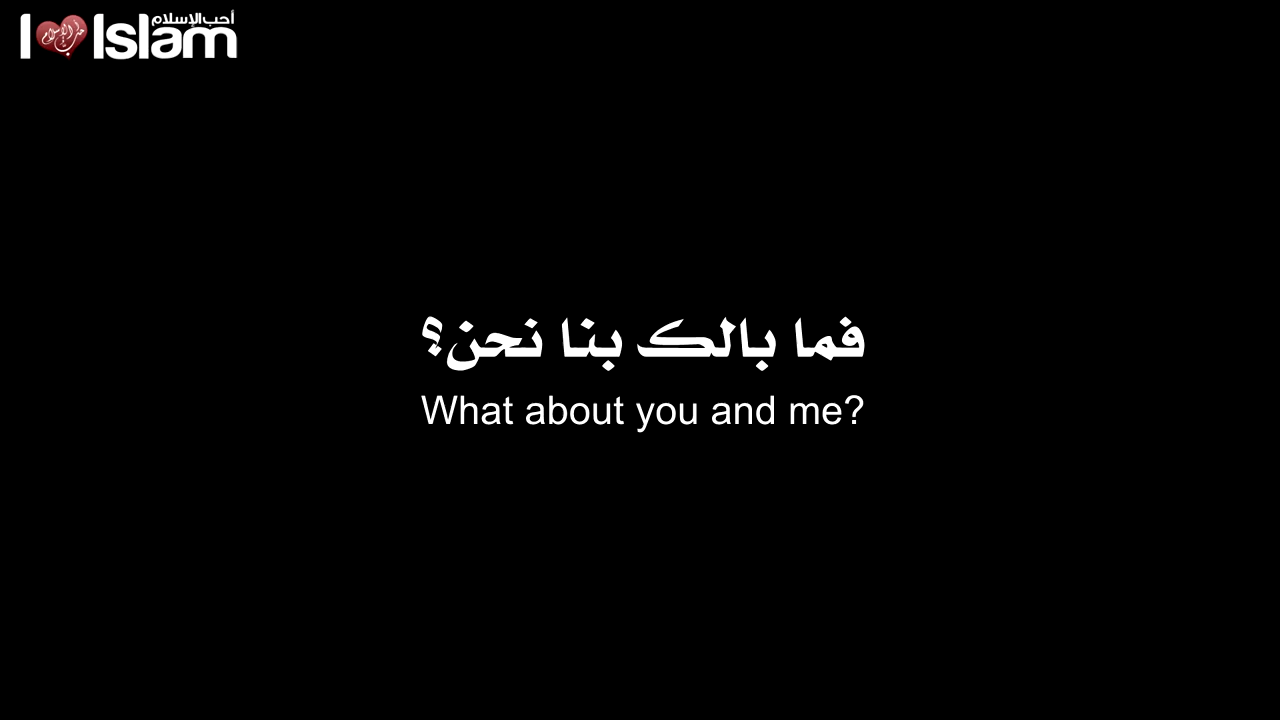 أحب الإسلام
I Islam
فما بالك بنا نحن؟
What about you and me?